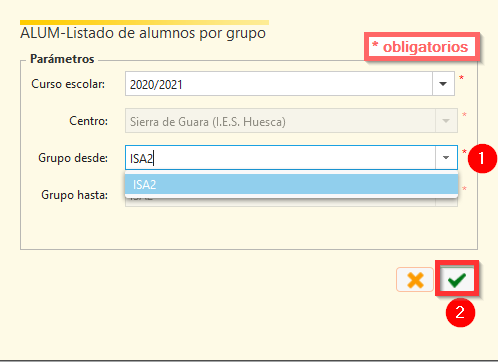 ALUM-Listado de alumnos por grupo
* obligatorios
Parámetros
Curso escolar: 2020/2021 *
Centro: Sierra de Guara (I.E.S. Huesca) *
Grupo desde: ISA2 * 1
ISA2
Grupo hasta: ISA2 *
2